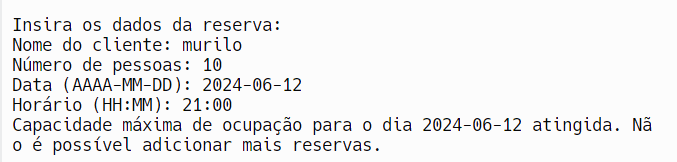 Insira os dados da reserva:
Nome do cliente: murilo
Número de pessoas: 10
Data (AAAA-MM-DD): 2024-06-12
Horário (HH:MM): 21:00
Capacidade máxima de ocupação para o dia 2024-06-12 atingida. Nã
o é possível adicionar mais reservas.